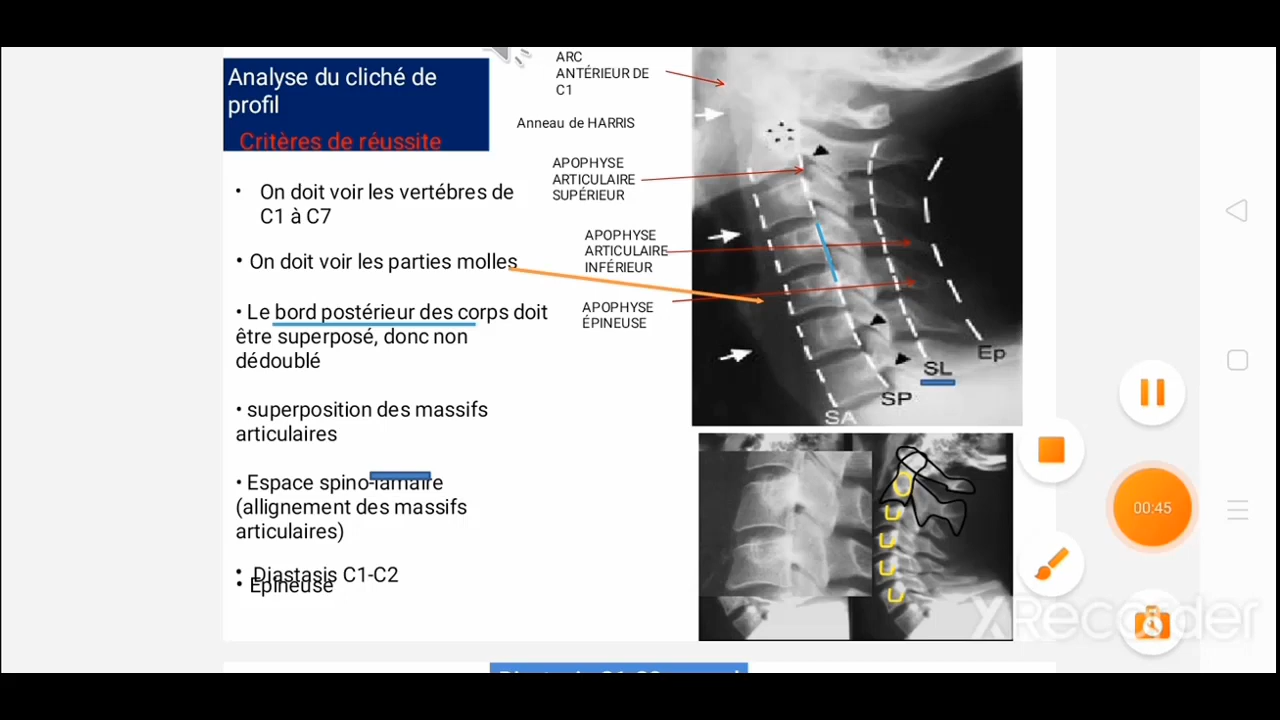 Analyse du cliché de
profil
Critères de réussite
• On doit voir les vertébres de
C1 à C7
• On doit voir les parties molles
• Le bord postérieur des corps doit
être superposé, donc non
dédoublé
• superposition des massifs
articulaires
• Espace spino-lamaire
(allignement des massifs
articulaires)
• Diastasis C1-C2
• Epineuse
ARC
ANTÉRIEUR DE
C1
Anneau de HARRIS
APOPHYSE
ARTICULAIRE
SUPÉRIEUR
APOPHYSE
ARTICULAIRE
INFÉRIEUR
APOPHYSE
ÉPINEUSE
Ep
SL
SP
SA
00:45
XRecorder